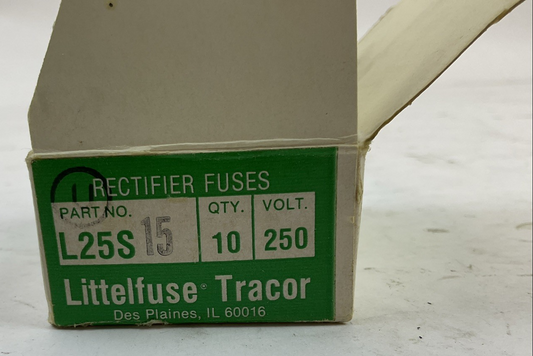 RECTIFIER FUSES
PART NO. QTY. VOLT.
L25S 15 10 250
Littelfuse® Tracor
Des Plaines, IL 60016